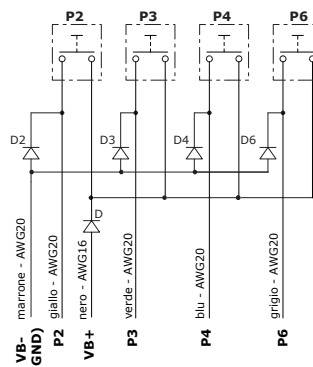 P2
P3
P4
P6
D2
D3
D4
D6
D
marrone - AWG20
giallo - AWG20
nero - AWG16
verde - AWG20
blu - AWG20
grigio - AWG20
VB-
GND)
P2
VB+
P3
P4
P6